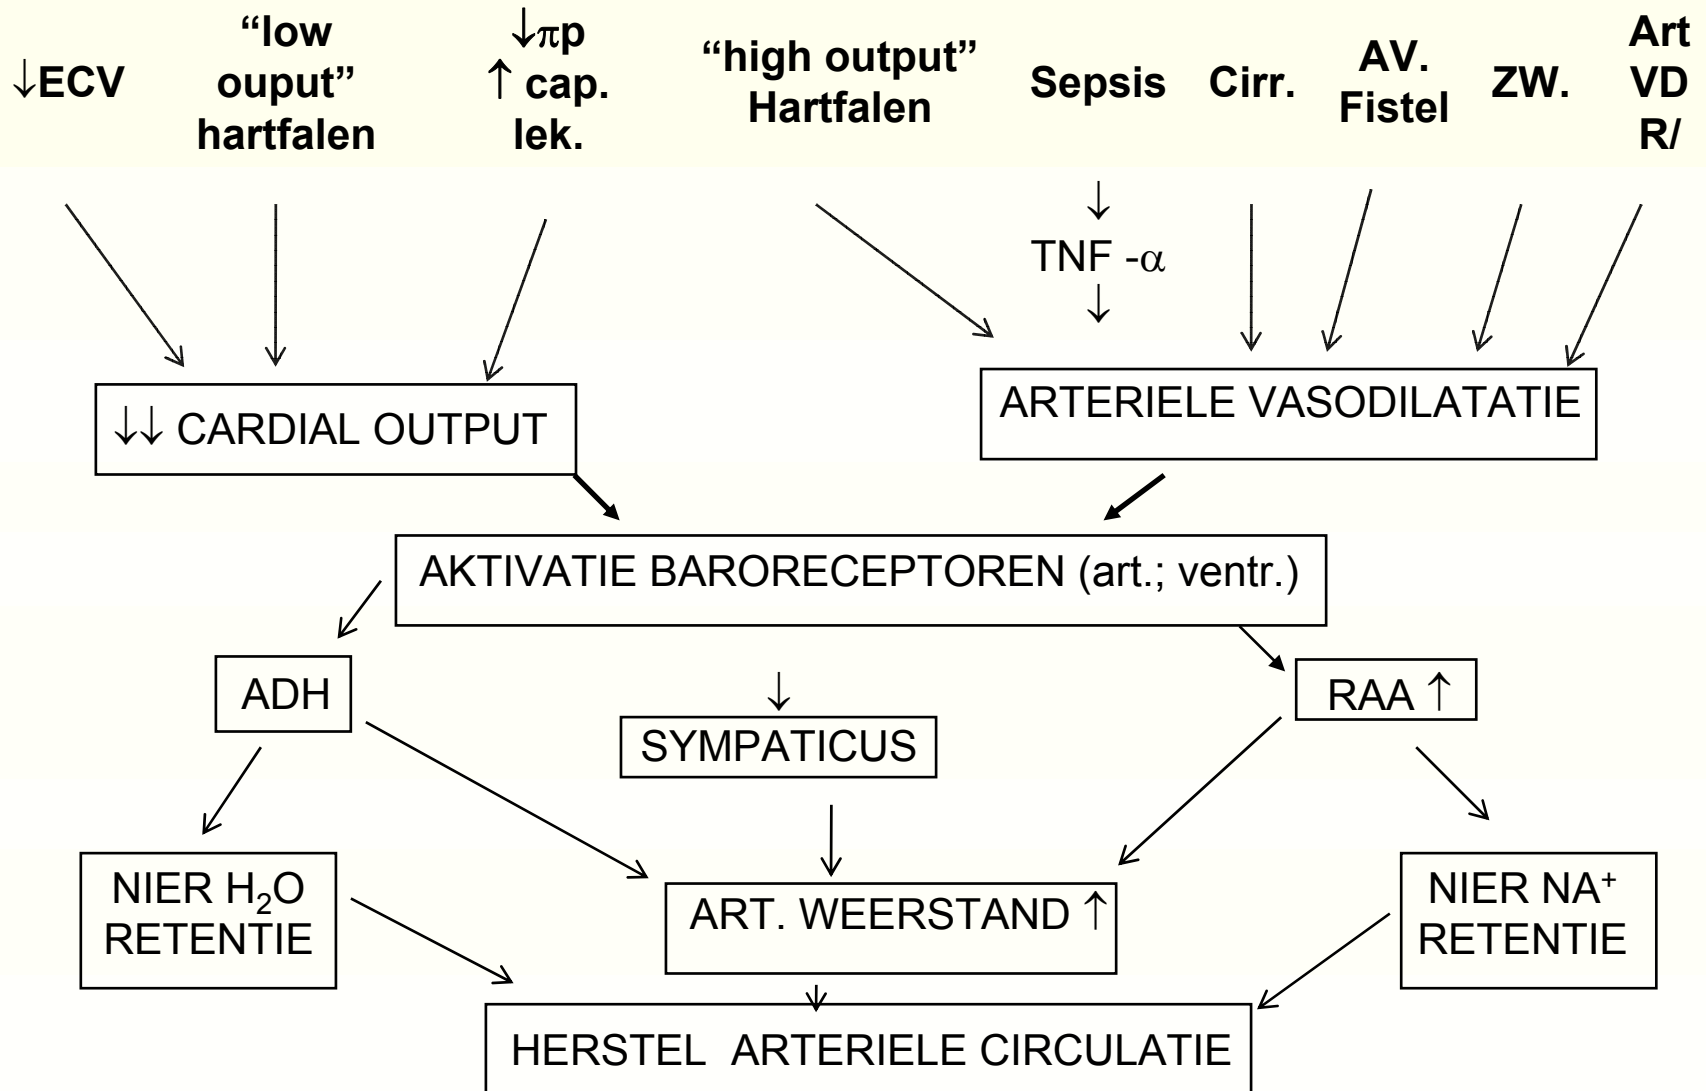 ↓ECV
“low
ouput”
hartfalen
↓πp
↑ cap.
lek.
“high output”
Hartfalen
Sepsis
Cirr.
AV.
Fistel
ZW.
Art
VD
R/
↓
TNF -α
↓
↓↓ CARDIAL OUTPUT
ARTERIELE VASODILATATIE
AKTIVATIE BARORECEPTOREN (art.; ventr.)
ADH
↓
SYMPATICUS
RAA ↑
NIER H₂O
RETENTIE
ART. WEERSTAND ↑
NIER NA⁺
RETENTIE
HERSTEL ARTERIELE CIRCULATIE